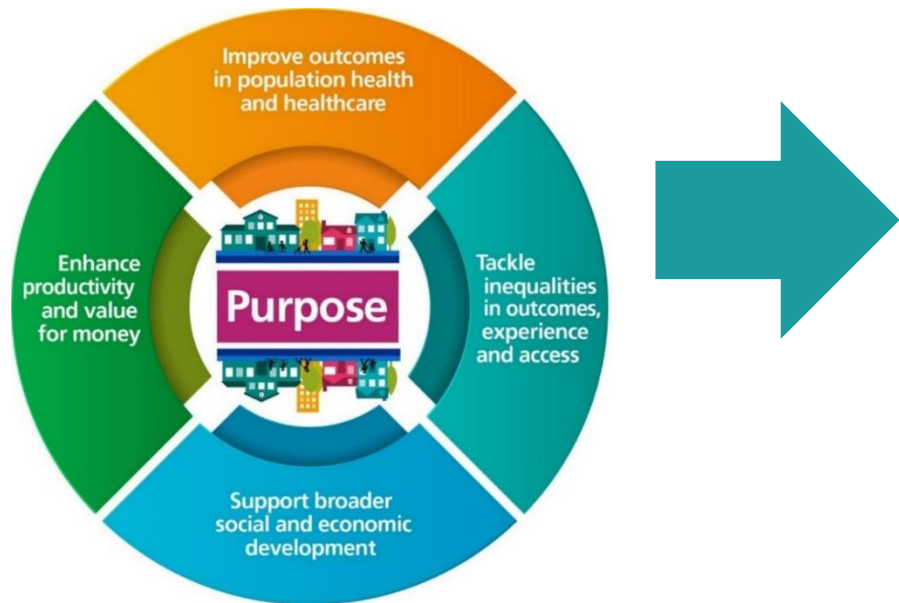 Improve outcomes
in population health
and healthcare
Enhance
productivity
and value
for money
Purpose
Tackle
inequalities
in outcomes,
experience
and access
Support broader
social and economic
development